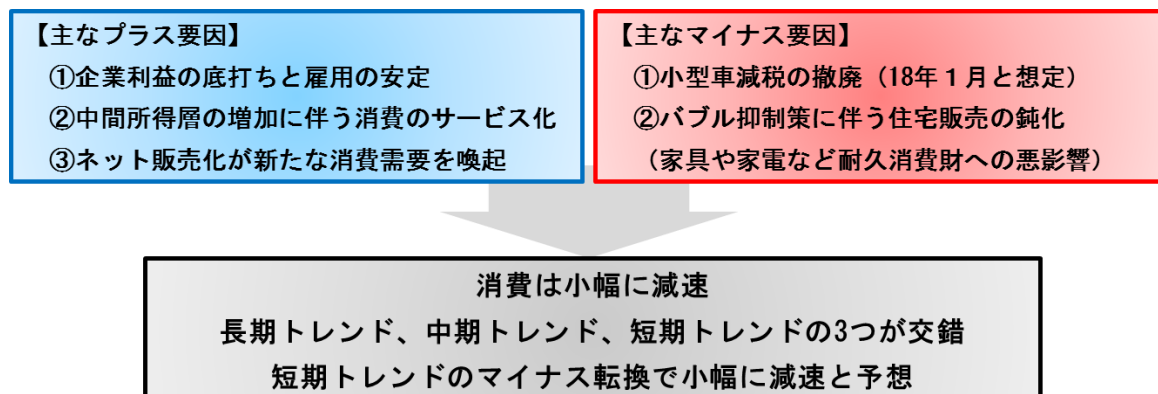 【主なプラス要因】
①企業利益の底打ちと雇用の安定
②中間所得層の増加に伴う消費のサービス化
③ネット販売化が新たな消費需要を喚起
【主なマイナス要因】
①小型車減税の撤廃（18年１月と想定）
②バブル抑制策に伴う住宅販売の鈍化
（家具や家電など耐久消費財への悪影響）
消費は小幅に減速
長期トレンド、中期トレンド、短期トレンドの3つが交錯
短期トレンドのマイナス転換で小幅に減速と予想